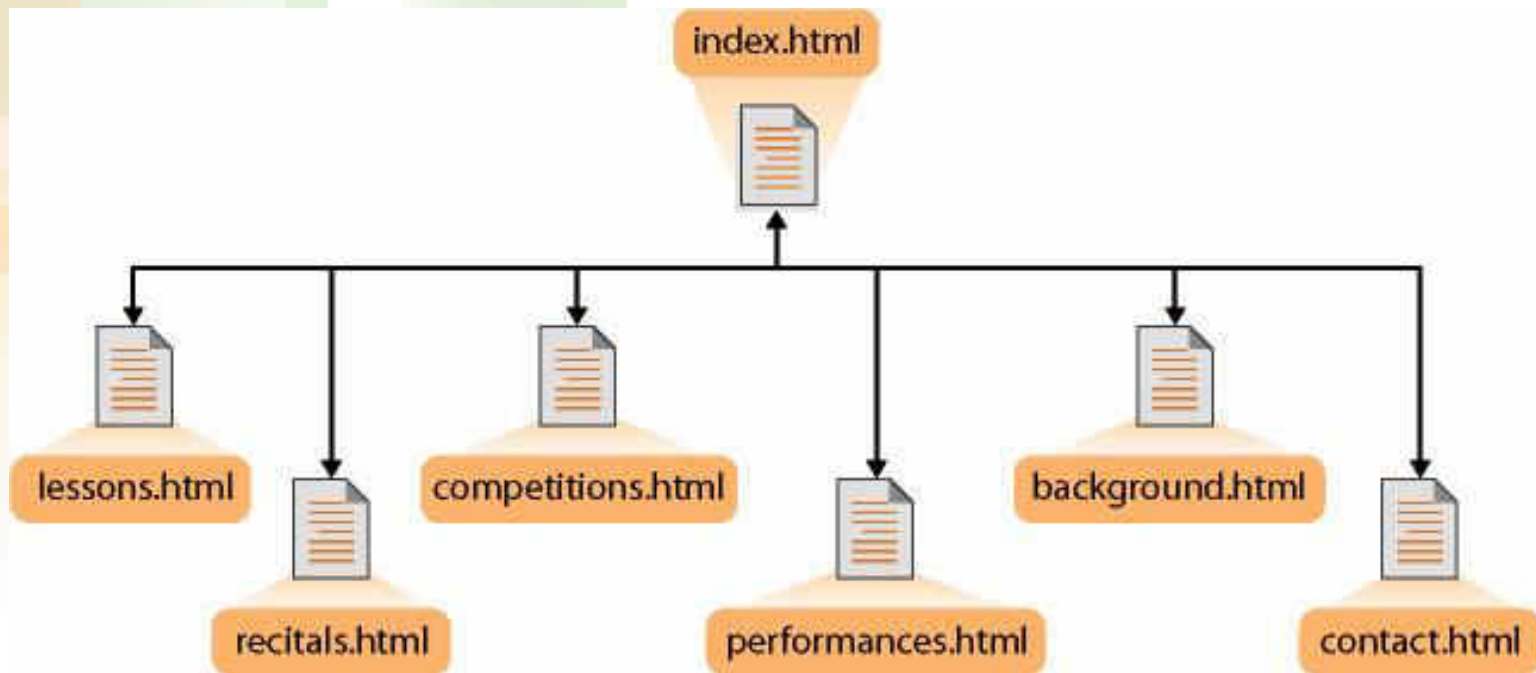 index.html
lessons.html
competitions.html
background.html
recitals.html
performances.html
contact.html